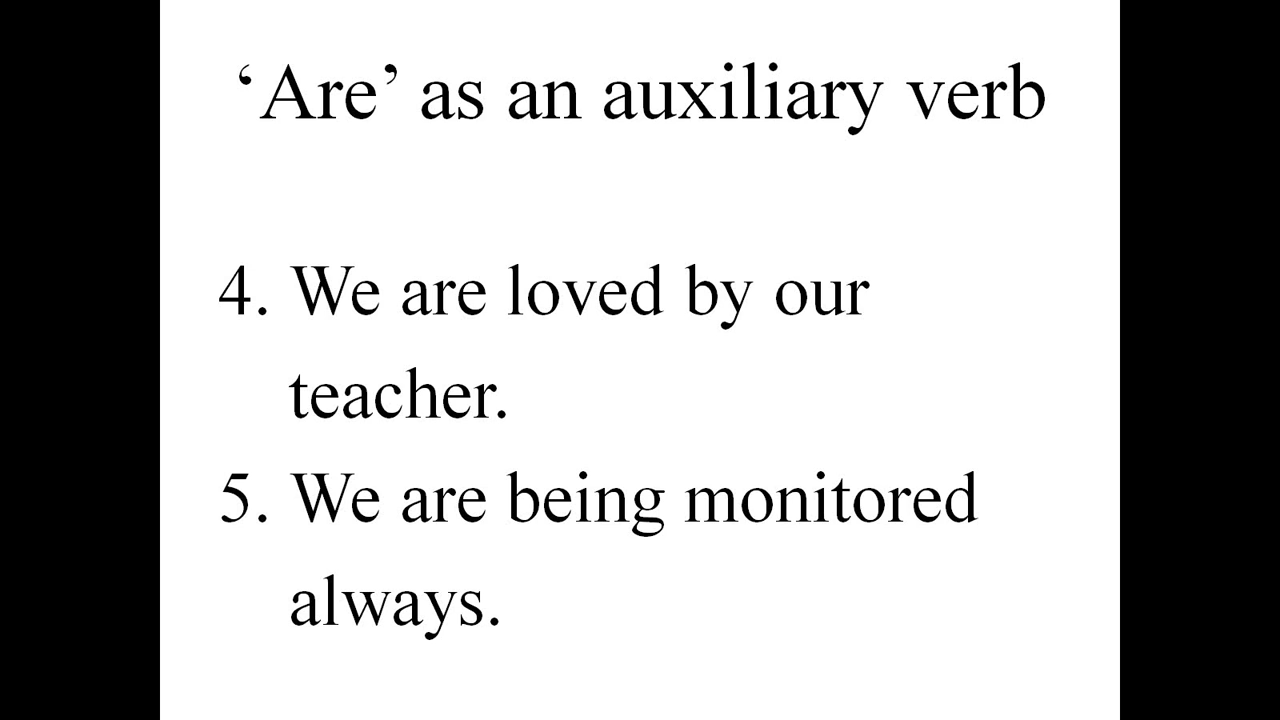 ‘Are’ as an auxiliary verb
4. We are loved by our
teacher.
5. We are being monitored
always.